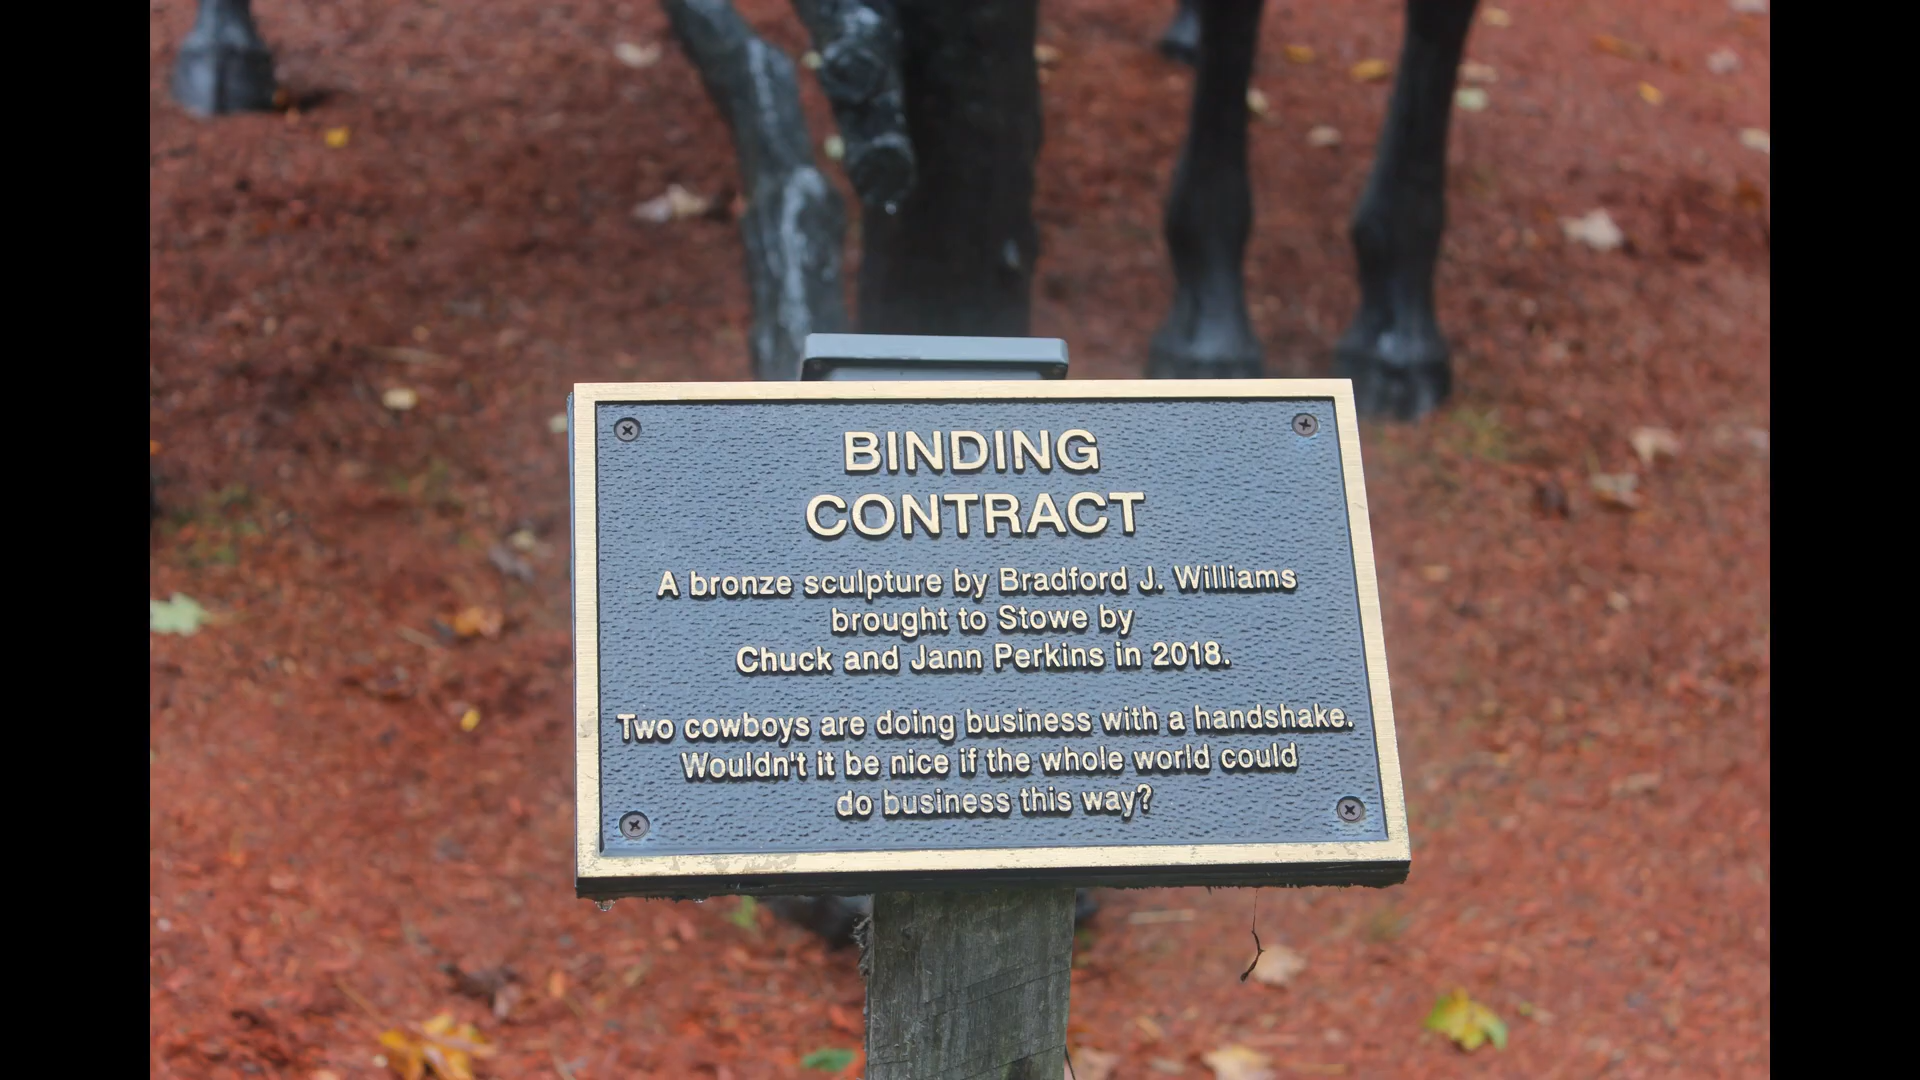 BINDING
CONTRACT
A bronze sculpture by Bradford J. Williams
brought to Stowe by
Chuck and Jann Perkins in 2018.
Two cowboys are doing business with a handshake.
Wouldn't it be nice if the whole world could
do business this way?